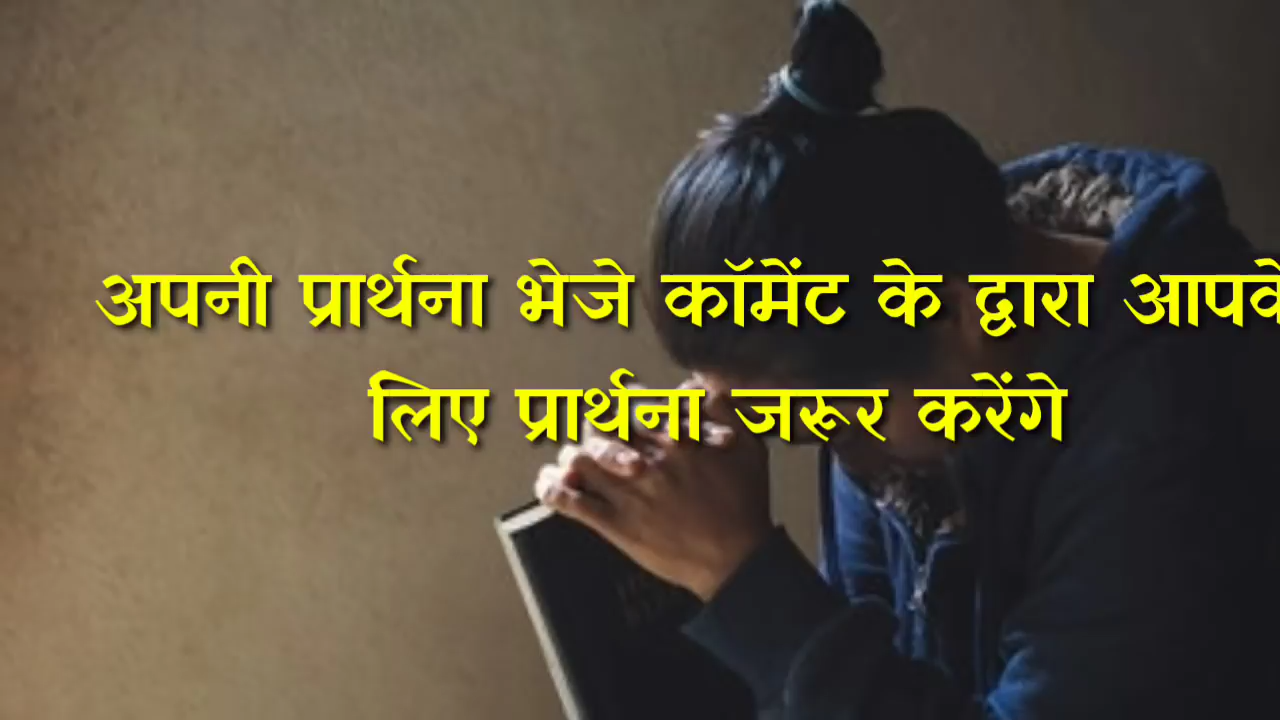 अपनी प्रार्थना भेजे कॉमेंट के द्वारा आपके
लिए प्रार्थना जरूर करेंगे